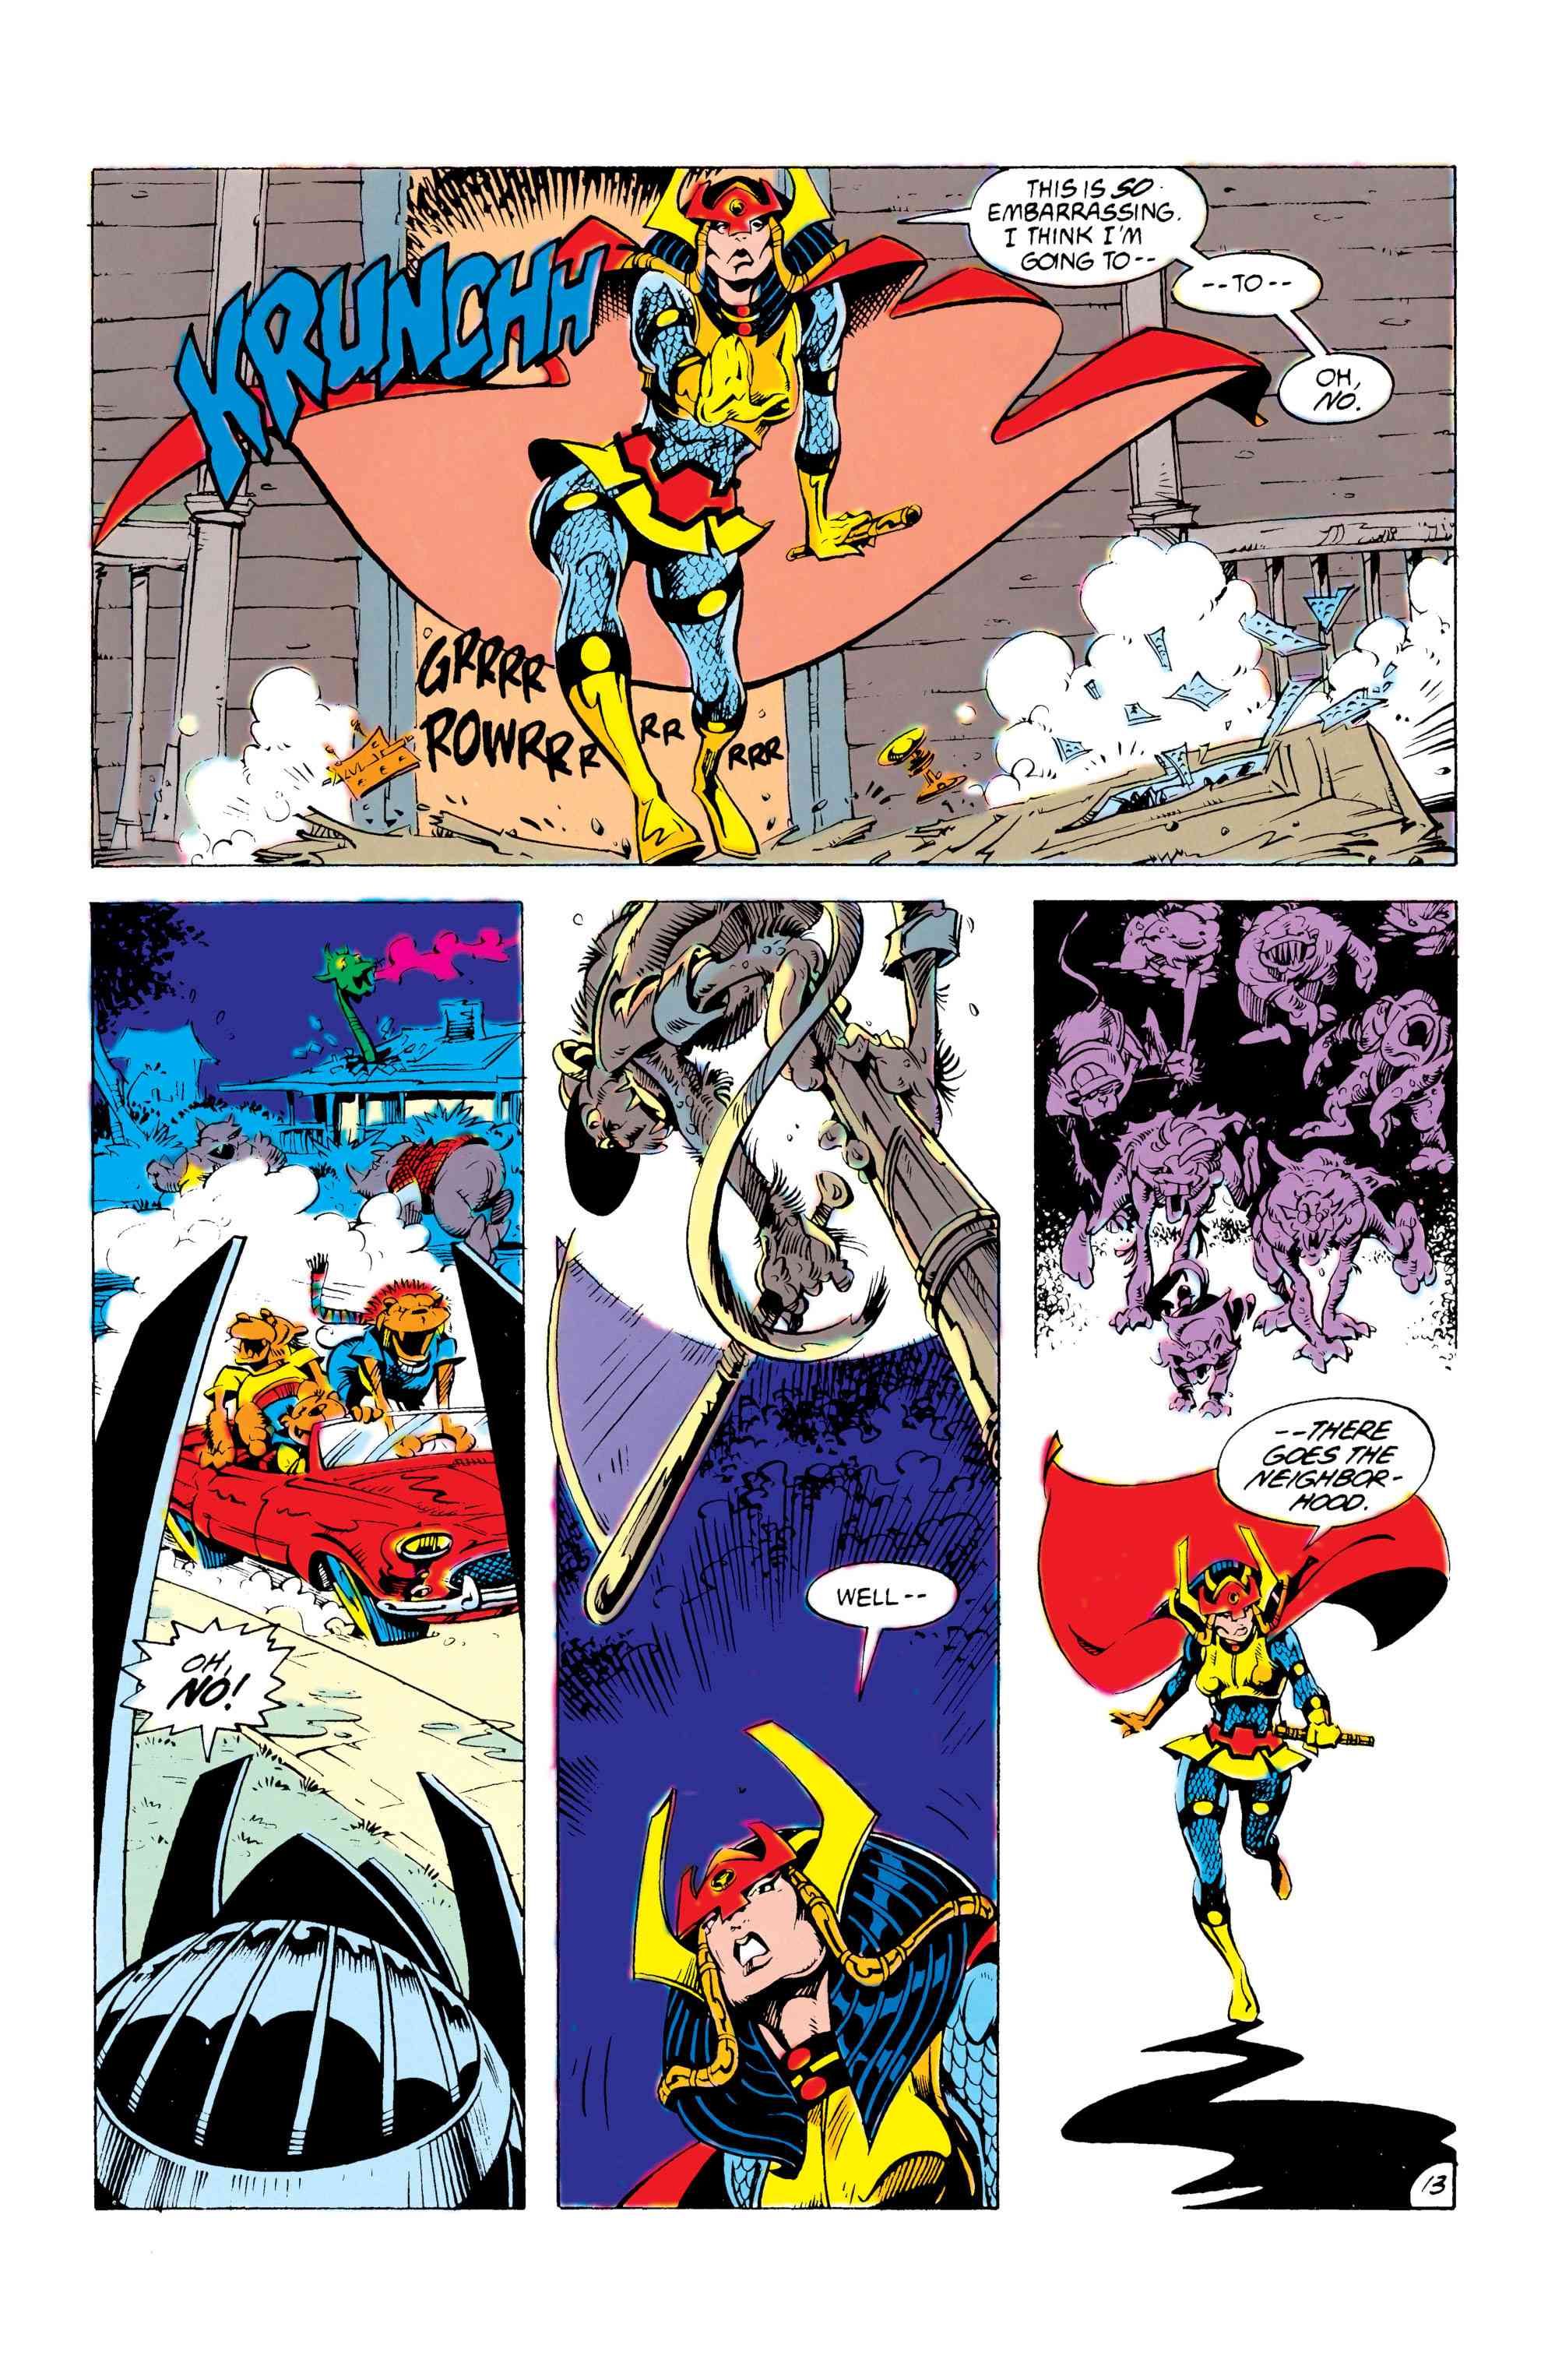 THIS IS SO
EMBARRASSING.
I THINK I'M
GOING TO--
--TO--
OH,
NO.
KRUNCHH
GRRRR
ROWRRRR
RR
RRR
OH,
NO!
WELL--
--THERE
GOES THE
NEIGHBOR-
HOOD.
13